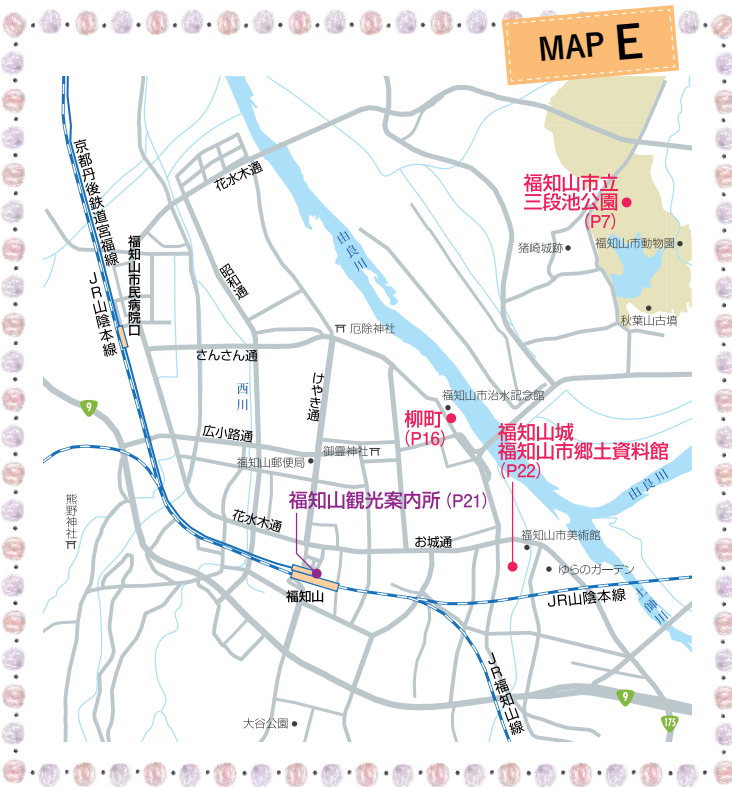 MAP E
京都丹後鉄道宮福線
JR山陰本線
福知山市民病院口
花水木通
昭和通
由良川
福知山市立
三段池公園
(P7)
猪崎城跡
福知山市動物園
秋葉山古墳
厄除神社
さんさん通
けやき通
西川
9
福知山市治水記念館
柳町
(P16)
広小路通
御霊神社
福知山郵便局
福知山城
福知山市郷土資料館
(P22)
由良川
熊野神社
福知山観光案内所(P21)
花水木通
お城通
福知山市美術館
ゆらのガーデン
土師川
福知山
JR山陰本線
JR福知山線
9
175
大谷公園